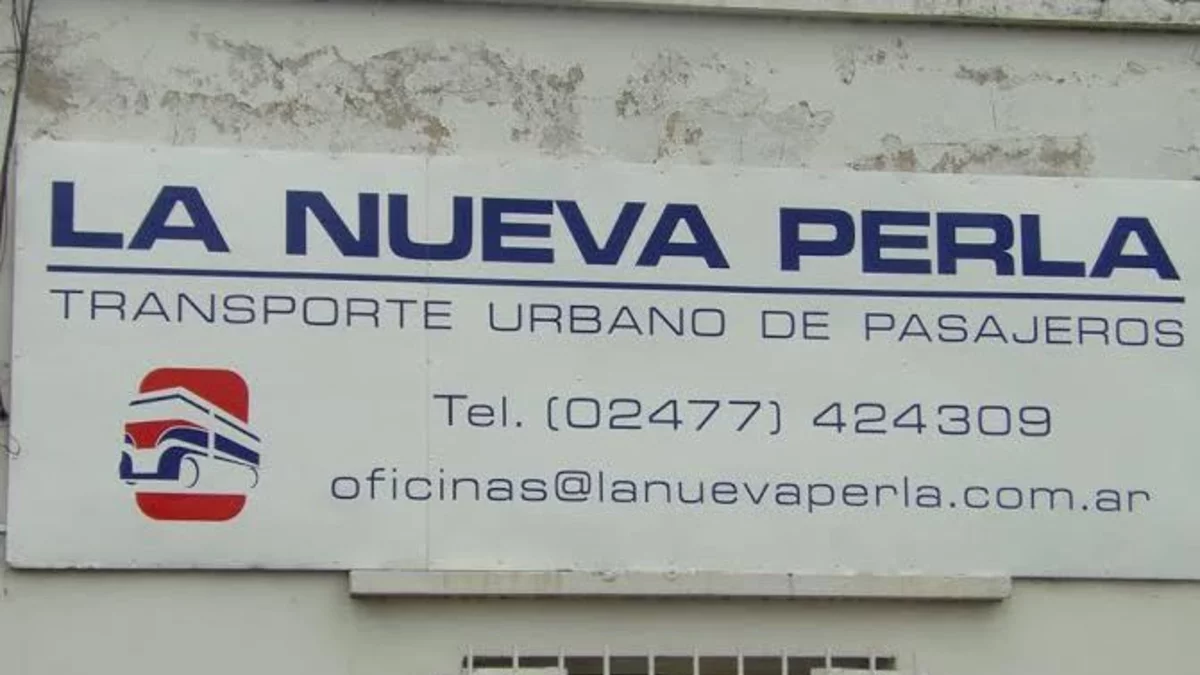 LA NUEVA PERLA
TRANSPORTE URBANO DE PASAJEROS
Tel. (02477) 424309
oficinas@lanuevaperla.com.ar